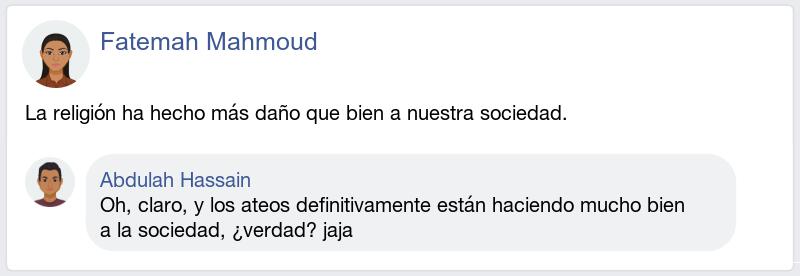 Fatemah Mahmoud
La religión ha hecho más daño que bien a nuestra sociedad.
Abdulah Hassain
Oh, claro, y los ateos definitivamente están haciendo mucho bien
a la sociedad, ¿verdad? jaja